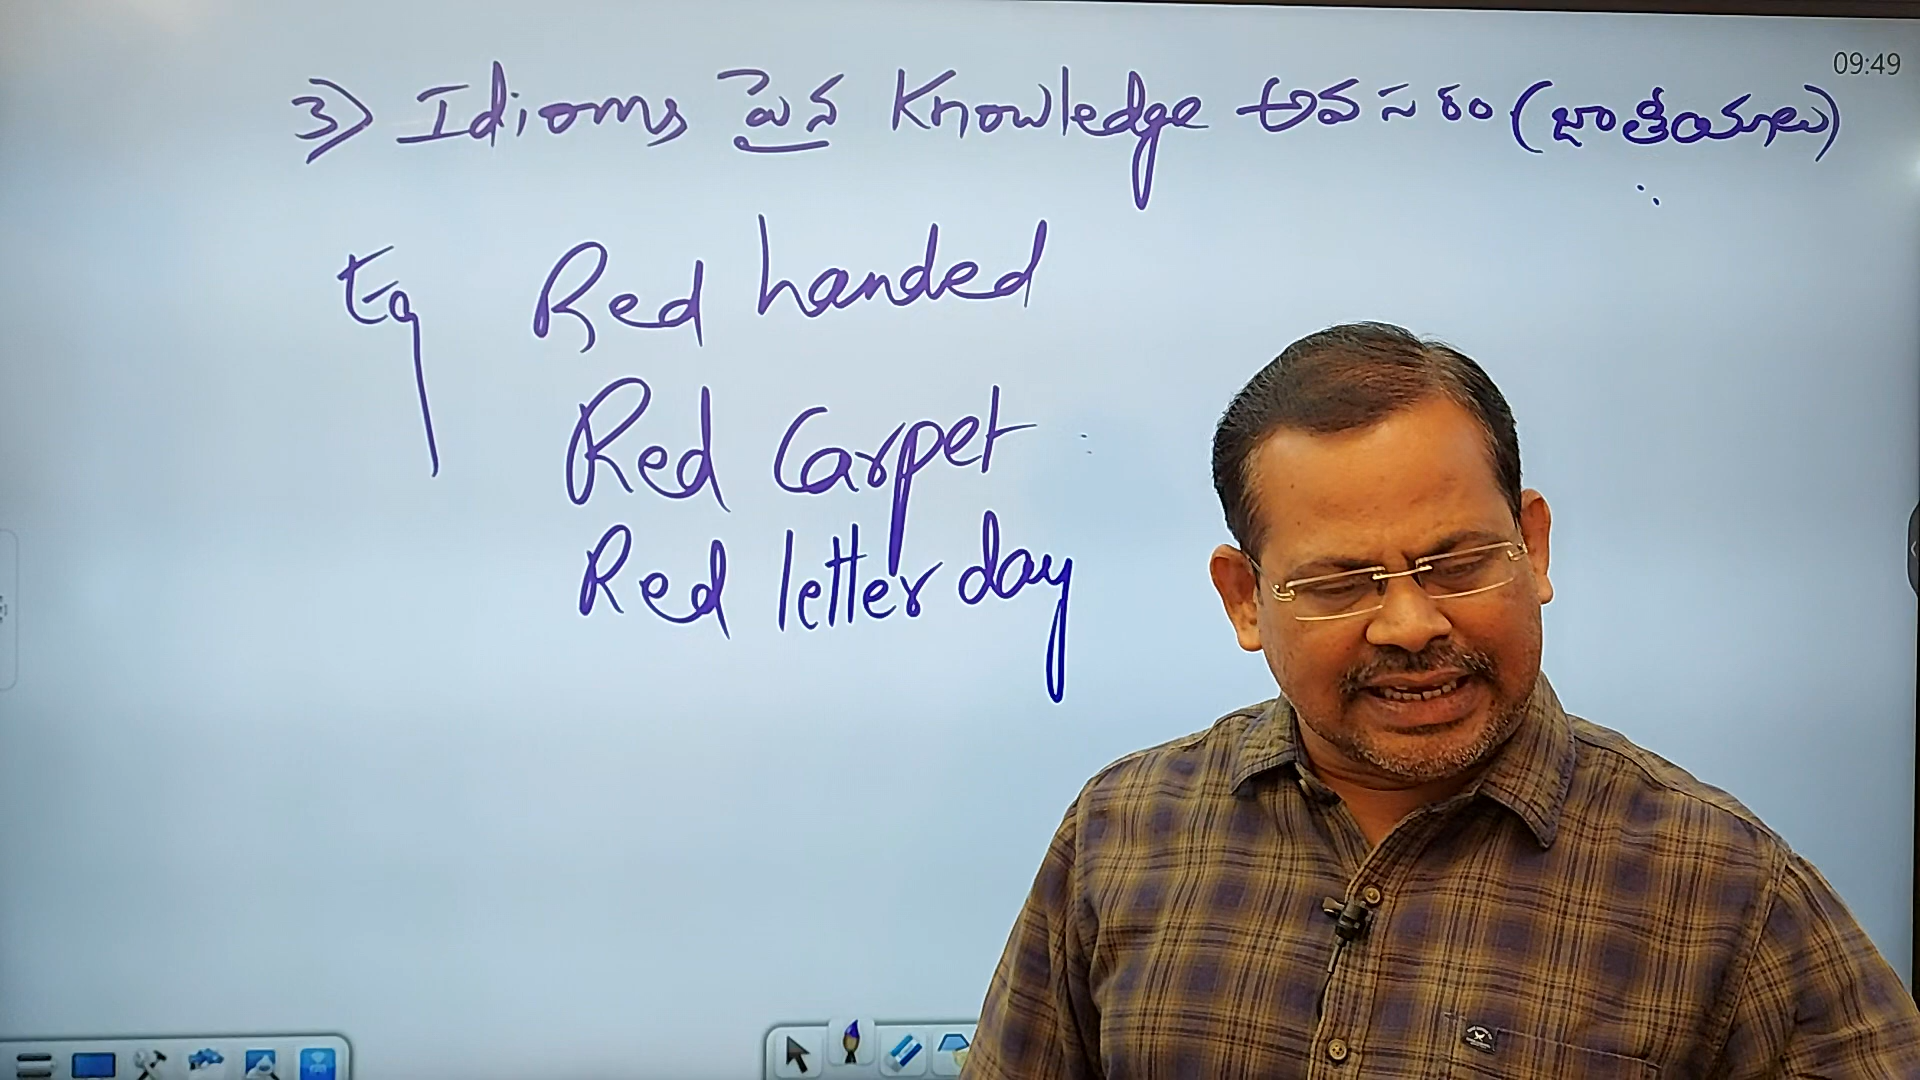 09:49
3) Idioms పైన Knowledge అవసరం (జాతీయాలు)
Eg Red handed
Red Carpet
Red letter day